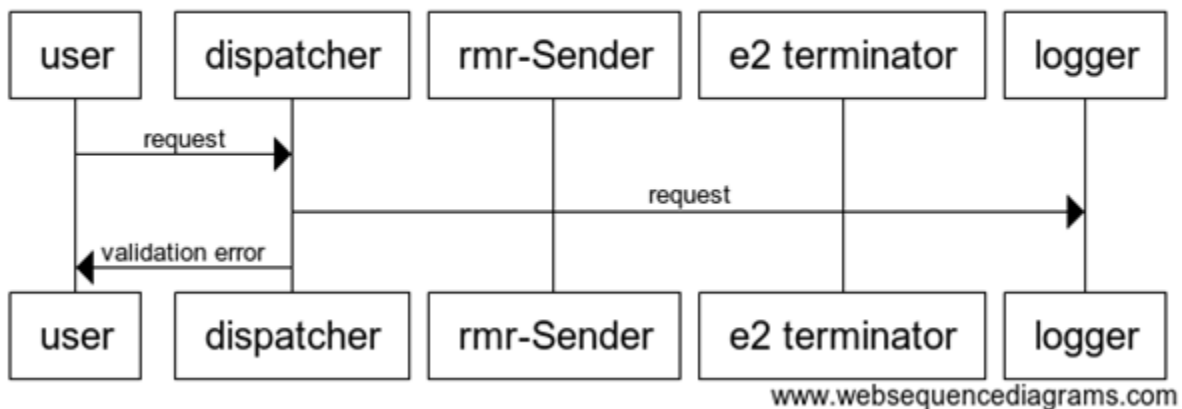 user dispatcher rmr-Sender e2 terminator logger
request
request
validation error
user dispatcher rmr-Sender e2 terminator logger
www.websequencediagrams.com